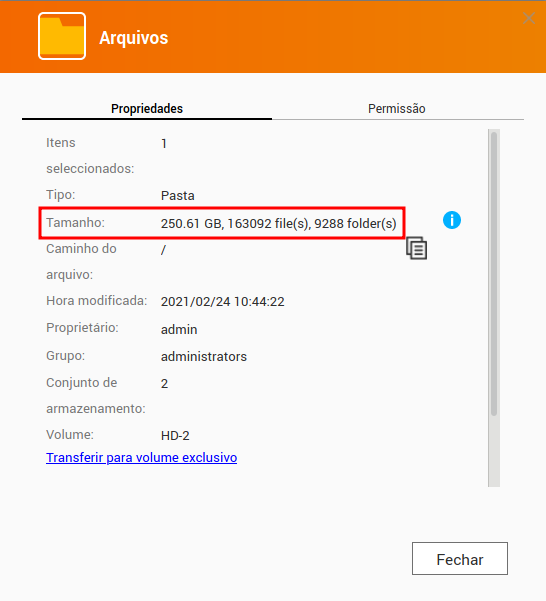 Arquivos
Propriedades
Permissão
Itens
seleccionados:
1
Tipo:
Pasta
Tamanho:
250.61 GB, 163092 file(s), 9288 folder(s)
Caminho do
arquivo:
/
Hora modificada:
2021/02/24 10:44:22
Proprietário:
admin
Grupo:
administrators
Conjunto de
armazenamento:
2
Volume:
HD-2
Transferir para volume exclusivo
Fechar